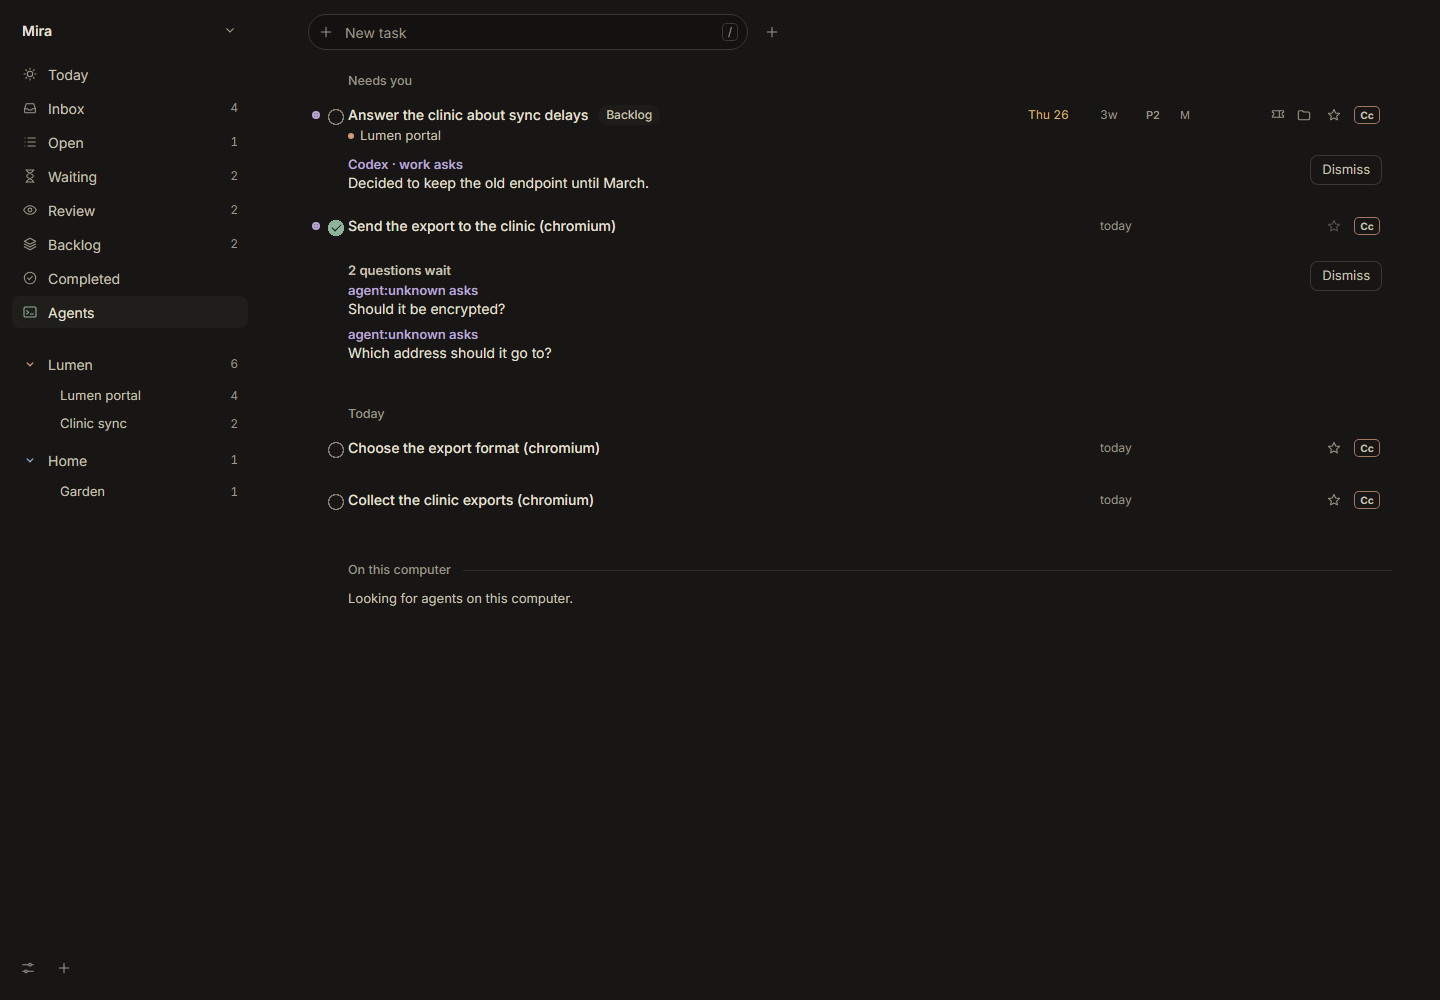 Mira
Today
Inbox 4
Open 1
Waiting 2
Review 2
Backlog 2
Completed
Agents
Lumen 6
Lumen portal 4
Clinic sync 2
Home 1
Garden 1
New task /
Needs you
Answer the clinic about sync delays Backlog Thu 26 3w P2 M Cc
Lumen portal
Codex · work asks
Decided to keep the old endpoint until March.
Dismiss
Send the export to the clinic (chromium) today Cc
2 questions wait
Dismiss
agent:unknown asks
Should it be encrypted?
agent:unknown asks
Which address should it go to?
Today
Choose the export format (chromium) today Cc
Collect the clinic exports (chromium) today Cc
On this computer
Looking for agents on this computer.